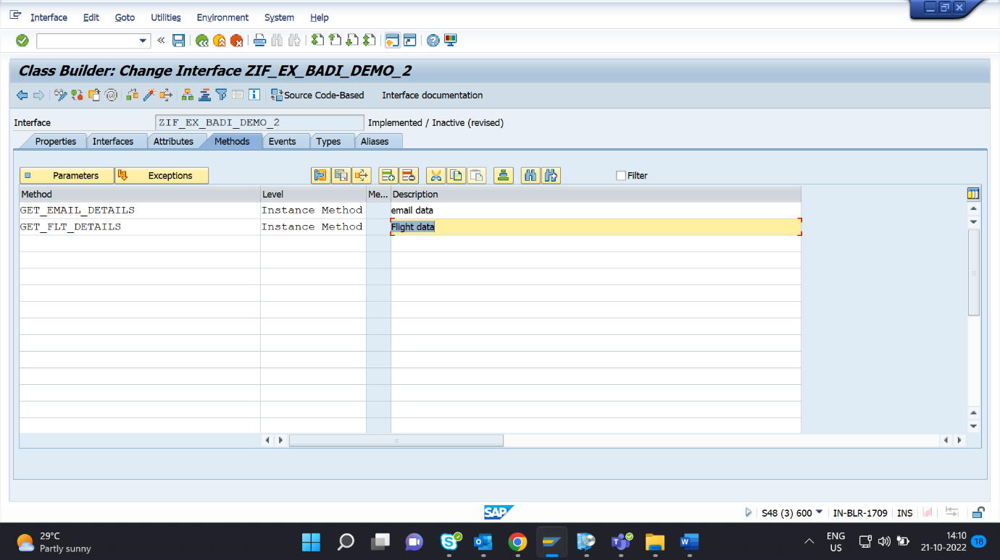 Interface Edit Goto Utilities Environment System Help
Class Builder: Change Interface ZIF_EX_BADI_DEMO_2
Source Code-Based Interface documentation
Interface ZIF_EX_BADI_DEMO_2 Implemented / Inactive (revised)
Properties Interfaces Attributes Methods Events Types Aliases
Parameters Exceptions Filter
Method Level Me... Description
GET_EMAIL_DETAILS Instance Method email data
GET_FLT_DETAILS Instance Method Flight data
SAP S48 (3) 600 IN-BLR-1709 INS
29°C
Partly sunny
ENG
US
14:10
21-10-2022
18